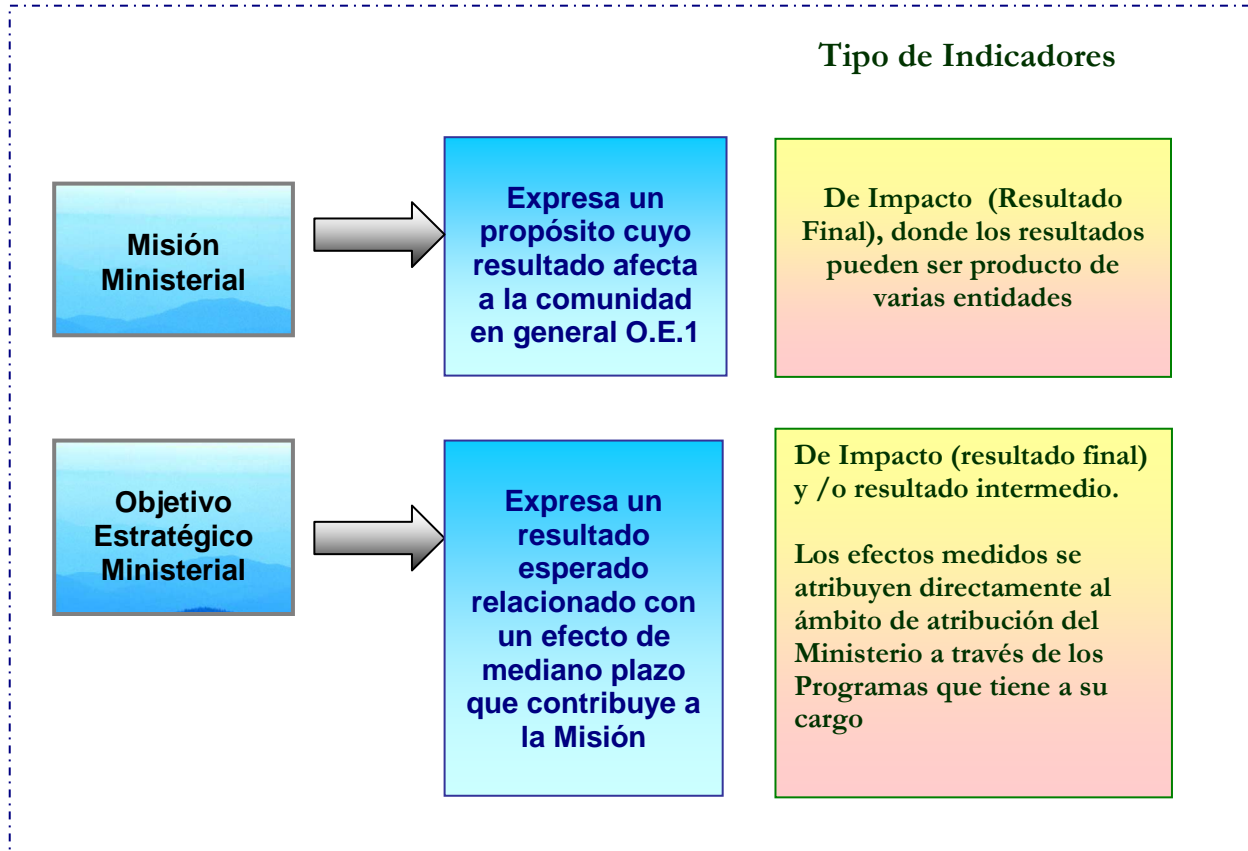 Tipo de Indicadores
Misión
Ministerial
Expresa un
propósito cuyo
resultado afecta
a la comunidad
en general O.E.1
De Impacto (Resultado
Final), donde los resultados
pueden ser producto de
varias entidades
Objetivo
Estratégico
Ministerial
Expresa un
resultado
esperado
relacionado con
un efecto de
mediano plazo
que contribuye a
la Misión
De Impacto (resultado final)
y /o resultado intermedio.
Los efectos medidos se
atribuyen directamente al
ámbito de atribución del
Ministerio a través de los
Programas que tiene a su
cargo